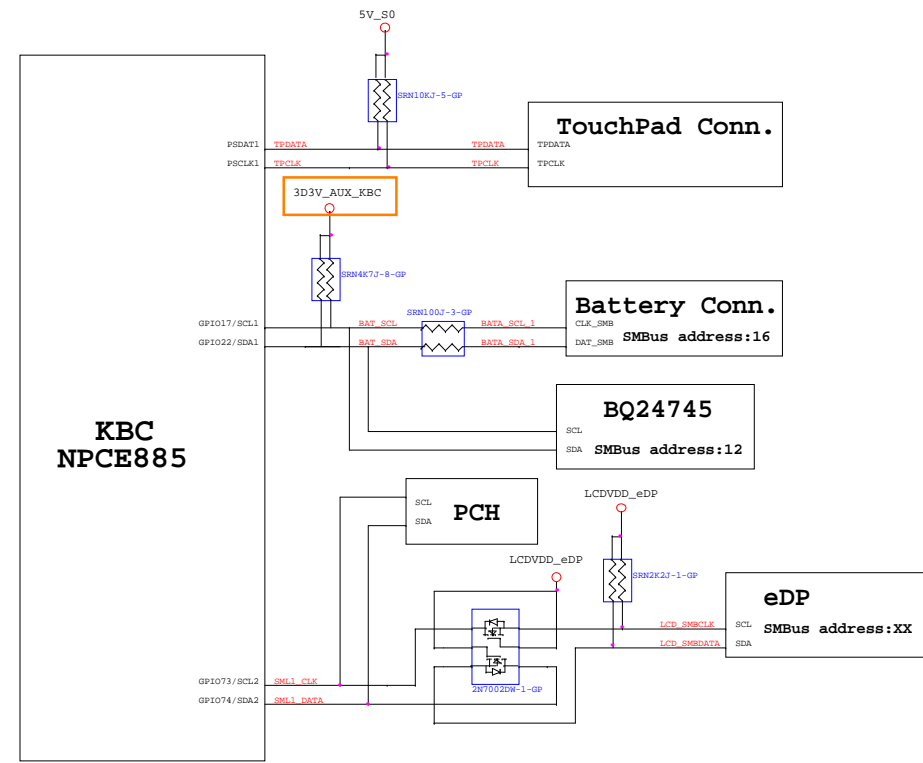 5V_S0
SRN10KJ-5-GP
TouchPad Conn.
PSDAT1 TPDATA TPDATA TPDATA
PSCLK1 TPCLK TPCLK TPCLK
3D3V_AUX_KBC
SRN4K7J-8-GP
Battery Conn.
SRN100J-3-GP
GPIO17/SCL1 BAT_SCL BATA_SCL_1 CLK_SMB
SMBus address:16
GPIO22/SDA1 BAT_SDA BATA_SDA_1 DAT_SMB
BQ24745
SCL
SDA SMBus address:12
KBC
NPCE885
LCDVDD_eDP
SCL
PCH
SDA
LCDVDD_eDP
SRN2K2J-1-GP
eDP
LCD_SMBCLK SCL
SMBus address:XX
LCD_SMBDATA SDA
GPIO73/SCL2 SML1_CLK
2N7002DW-1-GP
GPIO74/SDA2 SML1_DATA